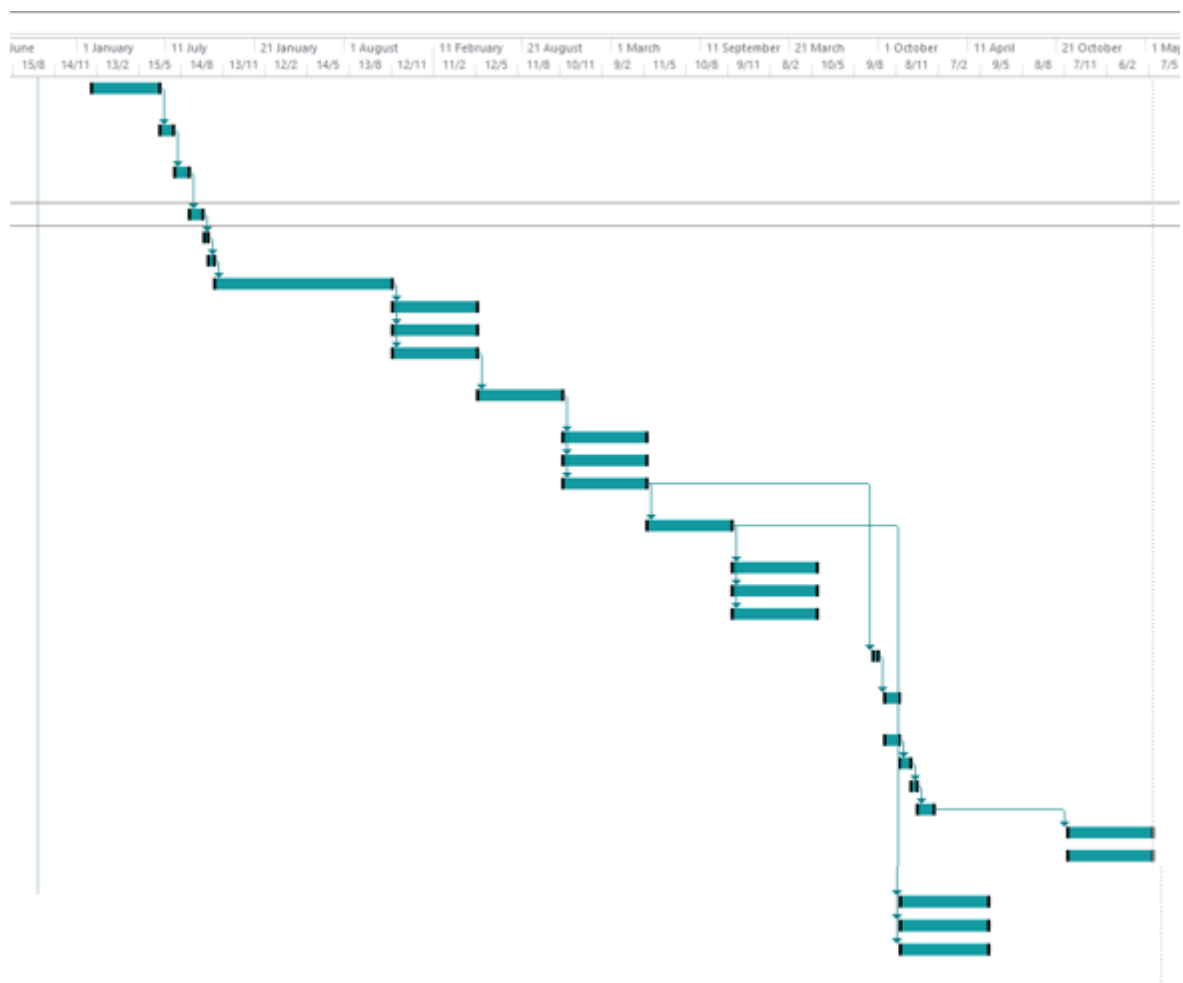 June 1 January 11 July 21 January 1 August 11 February 21 August 1 March 11 September 21 March 1 October 11 April 21 October 1 May
15/8 14/11 13/2 15/5 14/8 13/11 12/2 14/5 13/8 12/11 11/2 12/5 11/8 10/11 9/2 11/5 10/8 9/11 8/2 10/5 9/8 8/11 7/2 9/5 8/8 7/11 6/2 7/5